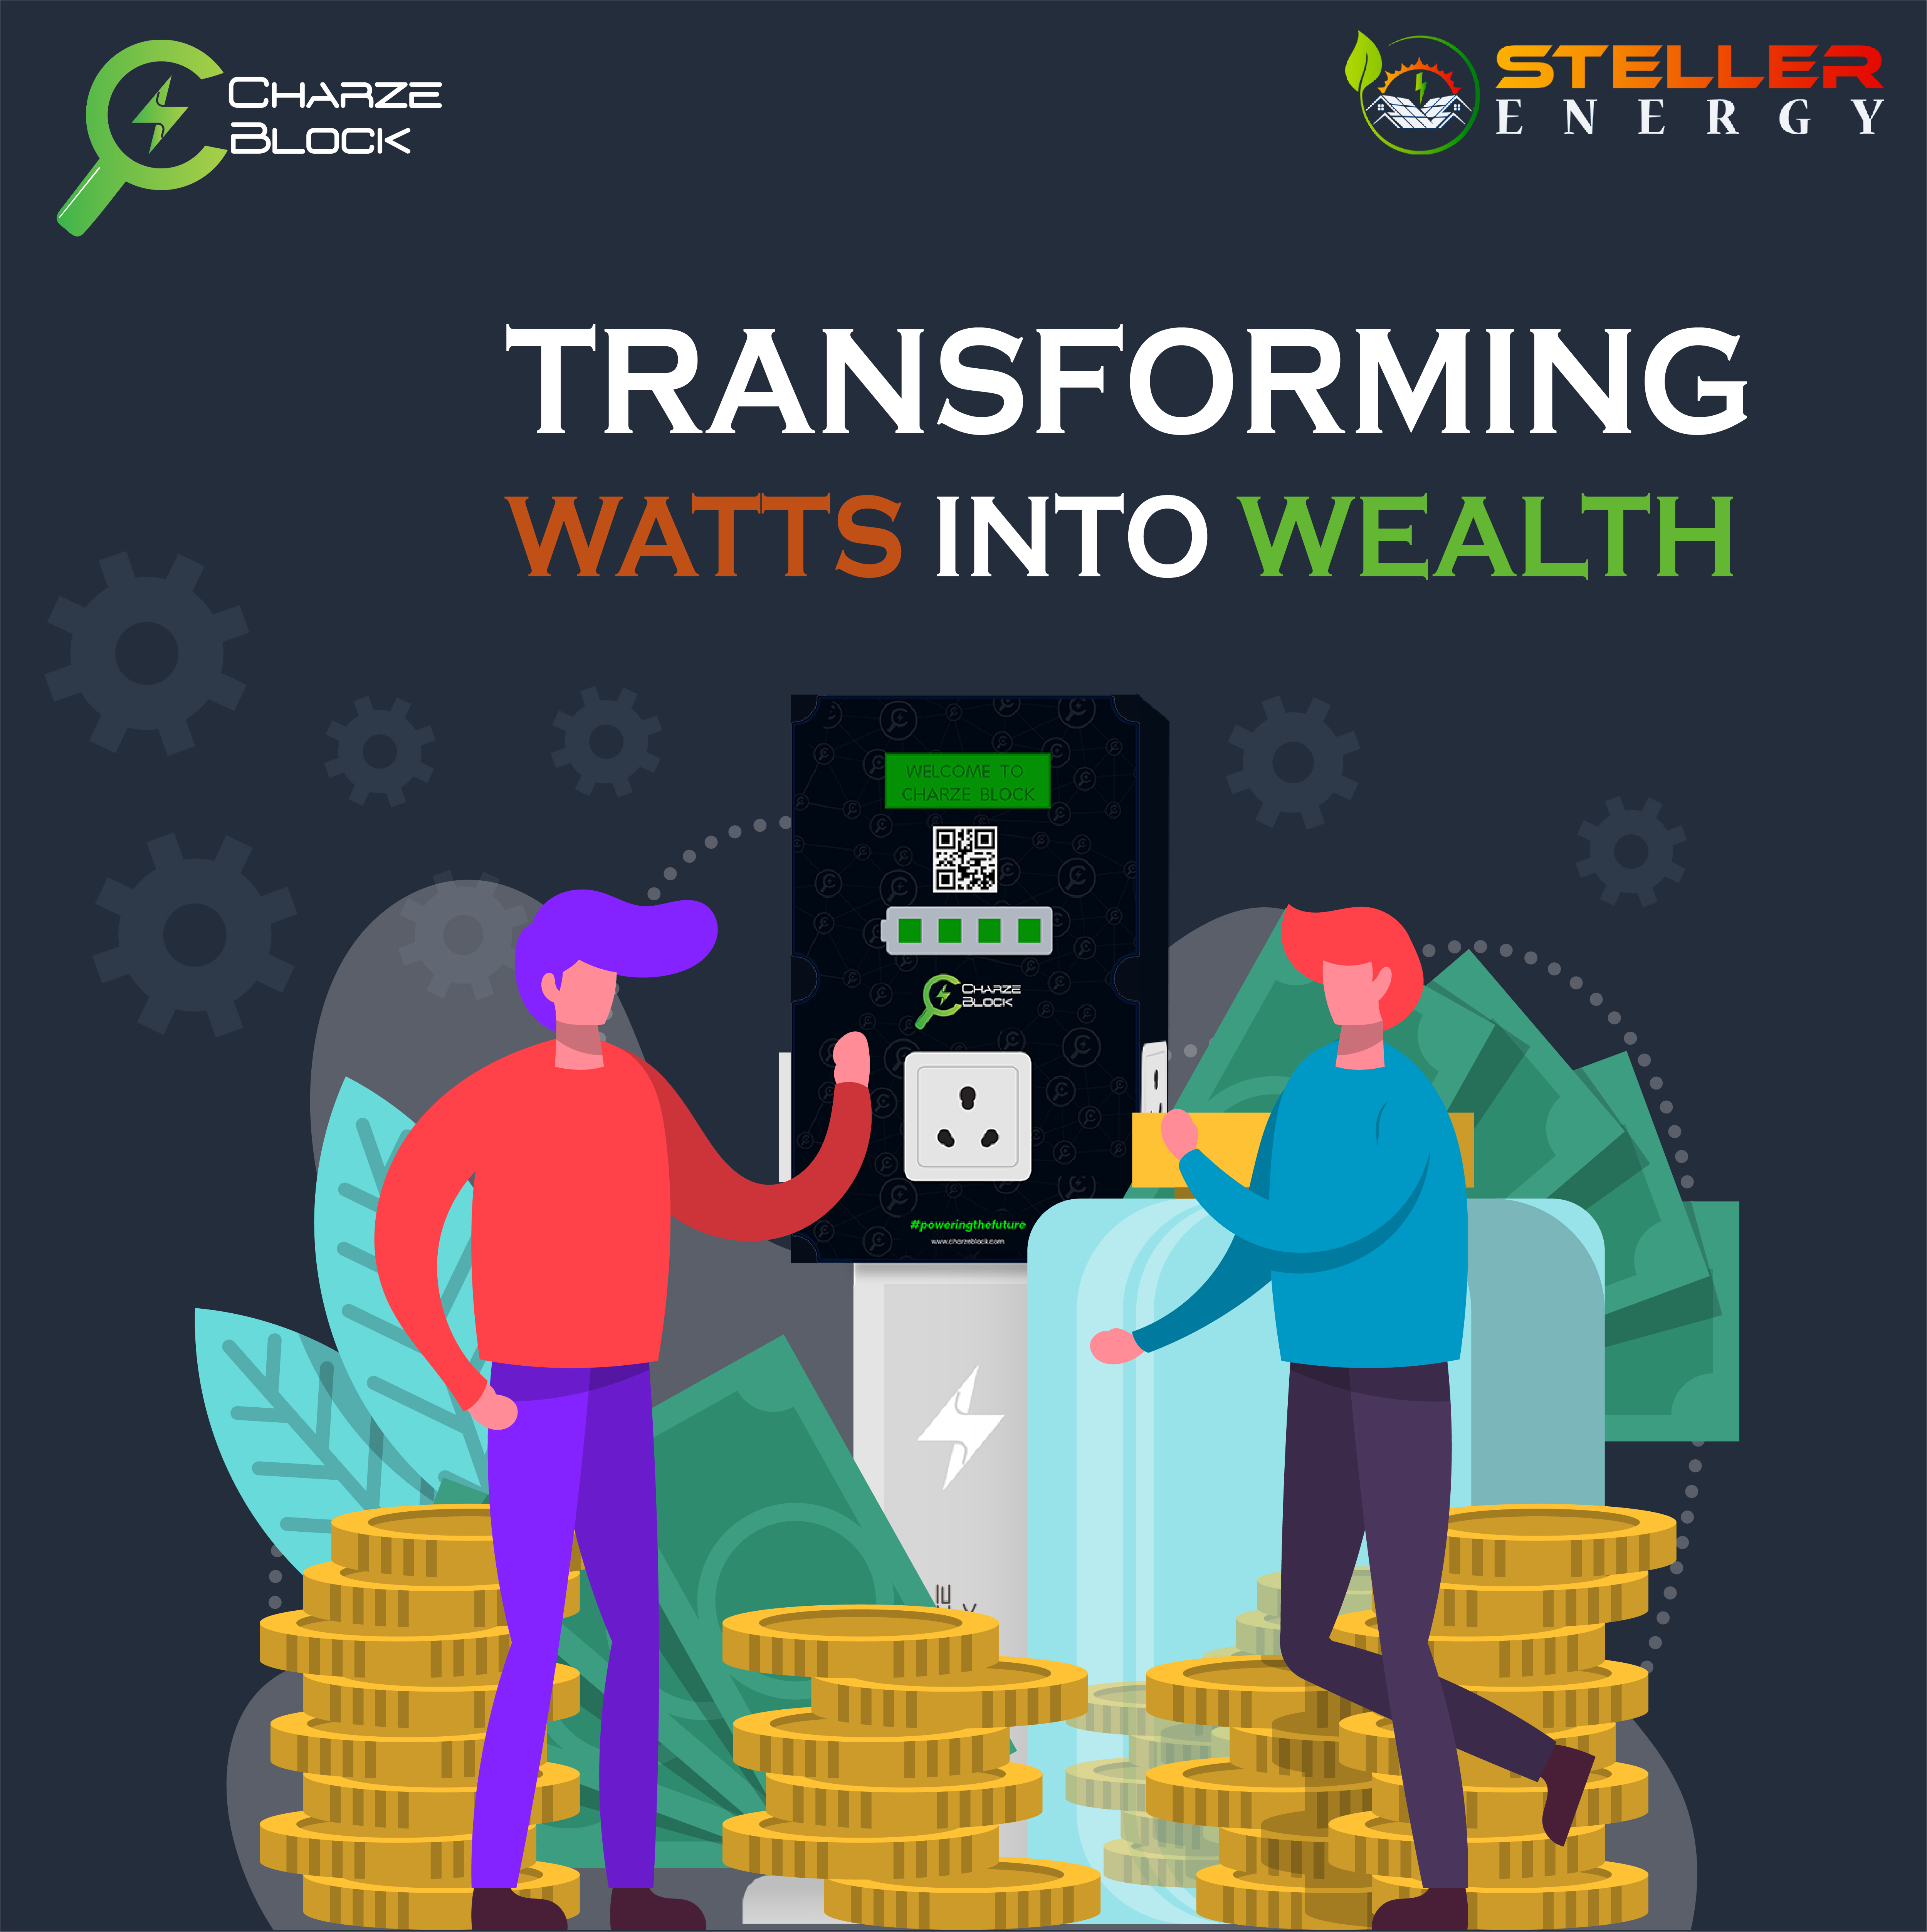 CHARZE
BLOCK
STELLER
ENERGY
TRANSFORMING
WATTS INTO WEALTH
WELCOME TO
CHARZE BLOCK
CHARZE
BLOCK
#poweringthefuture
www.charzeblock.com